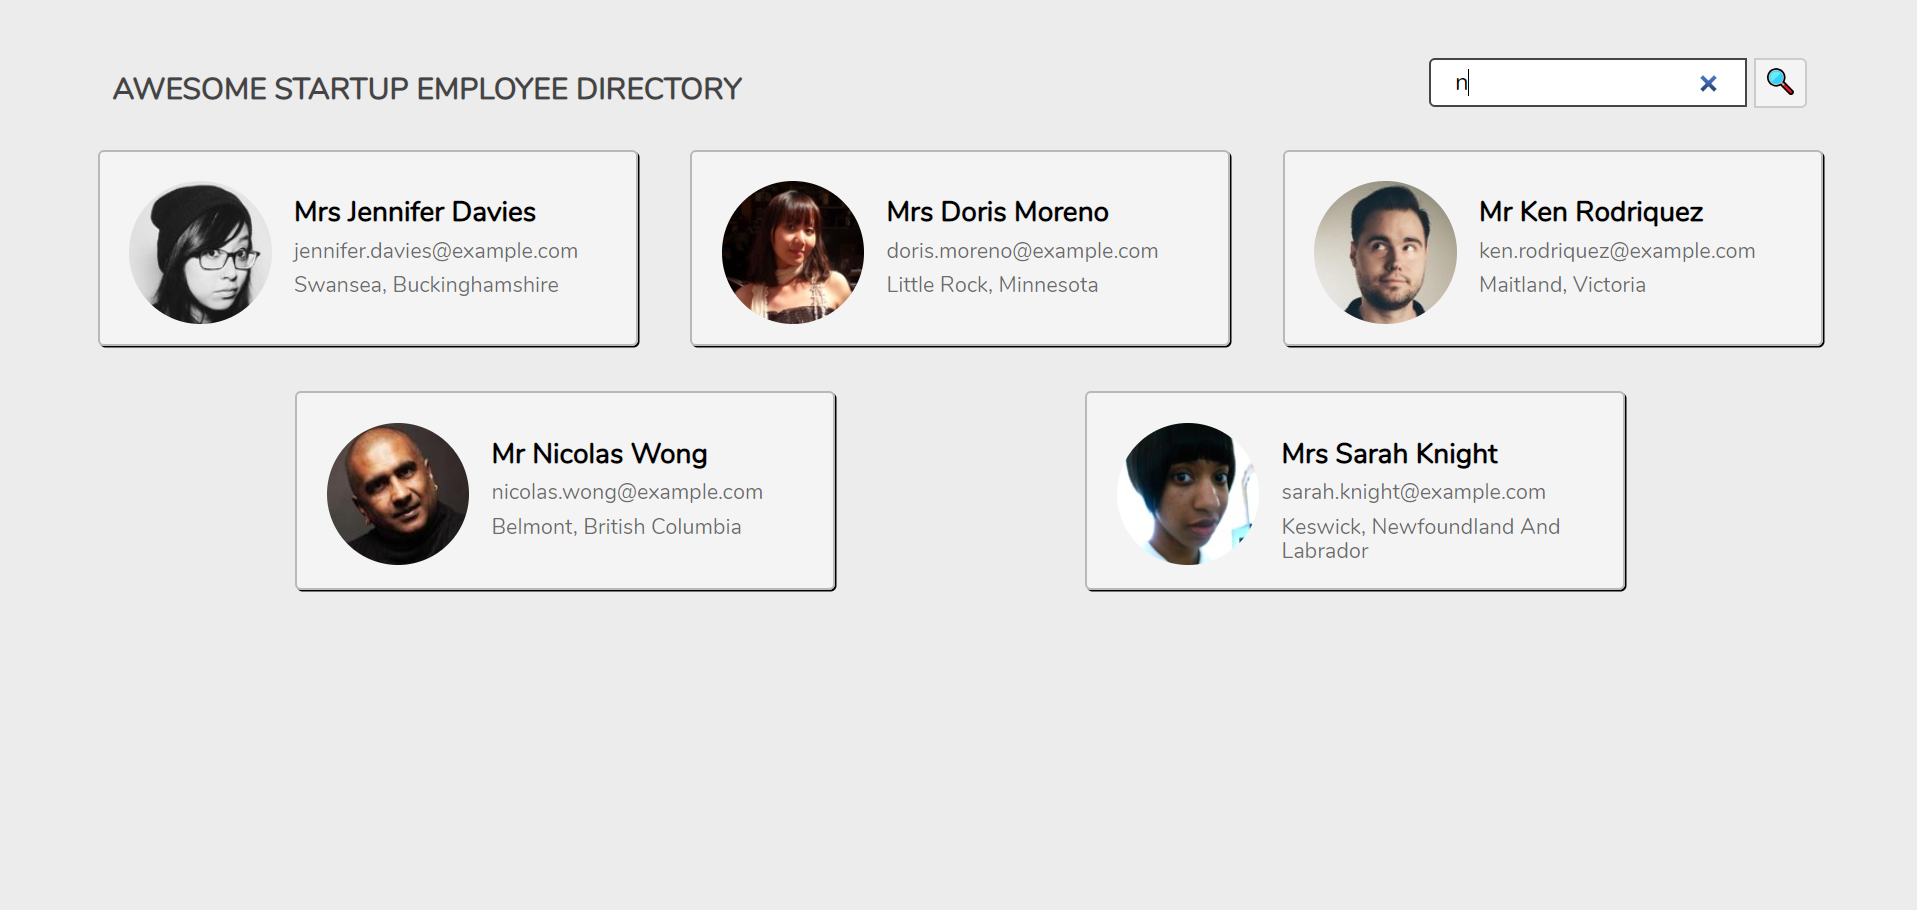 AWESOME STARTUP EMPLOYEE DIRECTORY
n
Mrs Jennifer Davies
jennifer.davies@example.com
Swansea, Buckinghamshire
Mrs Doris Moreno
doris.moreno@example.com
Little Rock, Minnesota
Mr Ken Rodriquez
ken.rodriquez@example.com
Maitland, Victoria
Mr Nicolas Wong
nicolas.wong@example.com
Belmont, British Columbia
Mrs Sarah Knight
sarah.knight@example.com
Keswick, Newfoundland And
Labrador